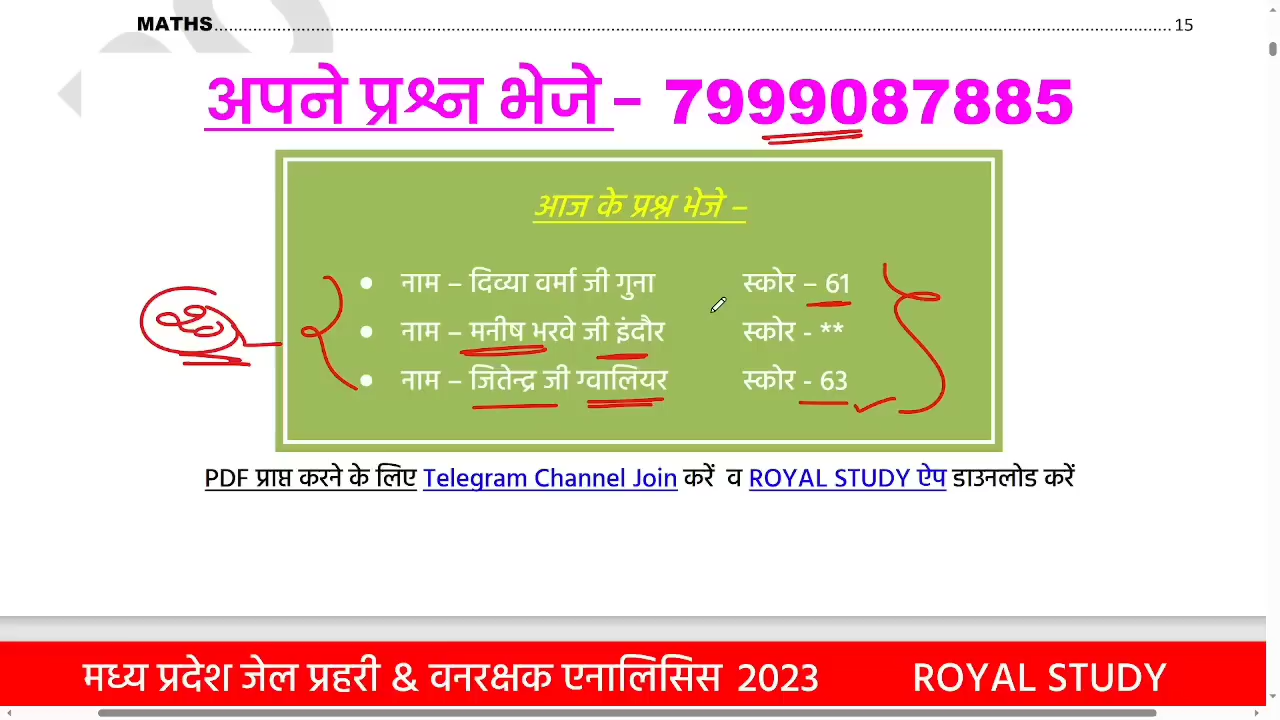 MATHS 15
अपने प्रश्न भेजे - 7999087885
आज के प्रश्न भेजे –
• नाम – दिव्या वर्मा जी गुना स्कोर – 61
• नाम – मनीष भरवे जी इंदौर स्कोर - **
• नाम – जितेन्द्र जी ग्वालियर स्कोर - 63
PDF प्राप्त करने के लिए Telegram Channel Join करें व ROYAL STUDY ऐप डाउनलोड करें
मध्य प्रदेश जेल प्रहरी & वनरक्षक एनालिसिस 2023 ROYAL STUDY